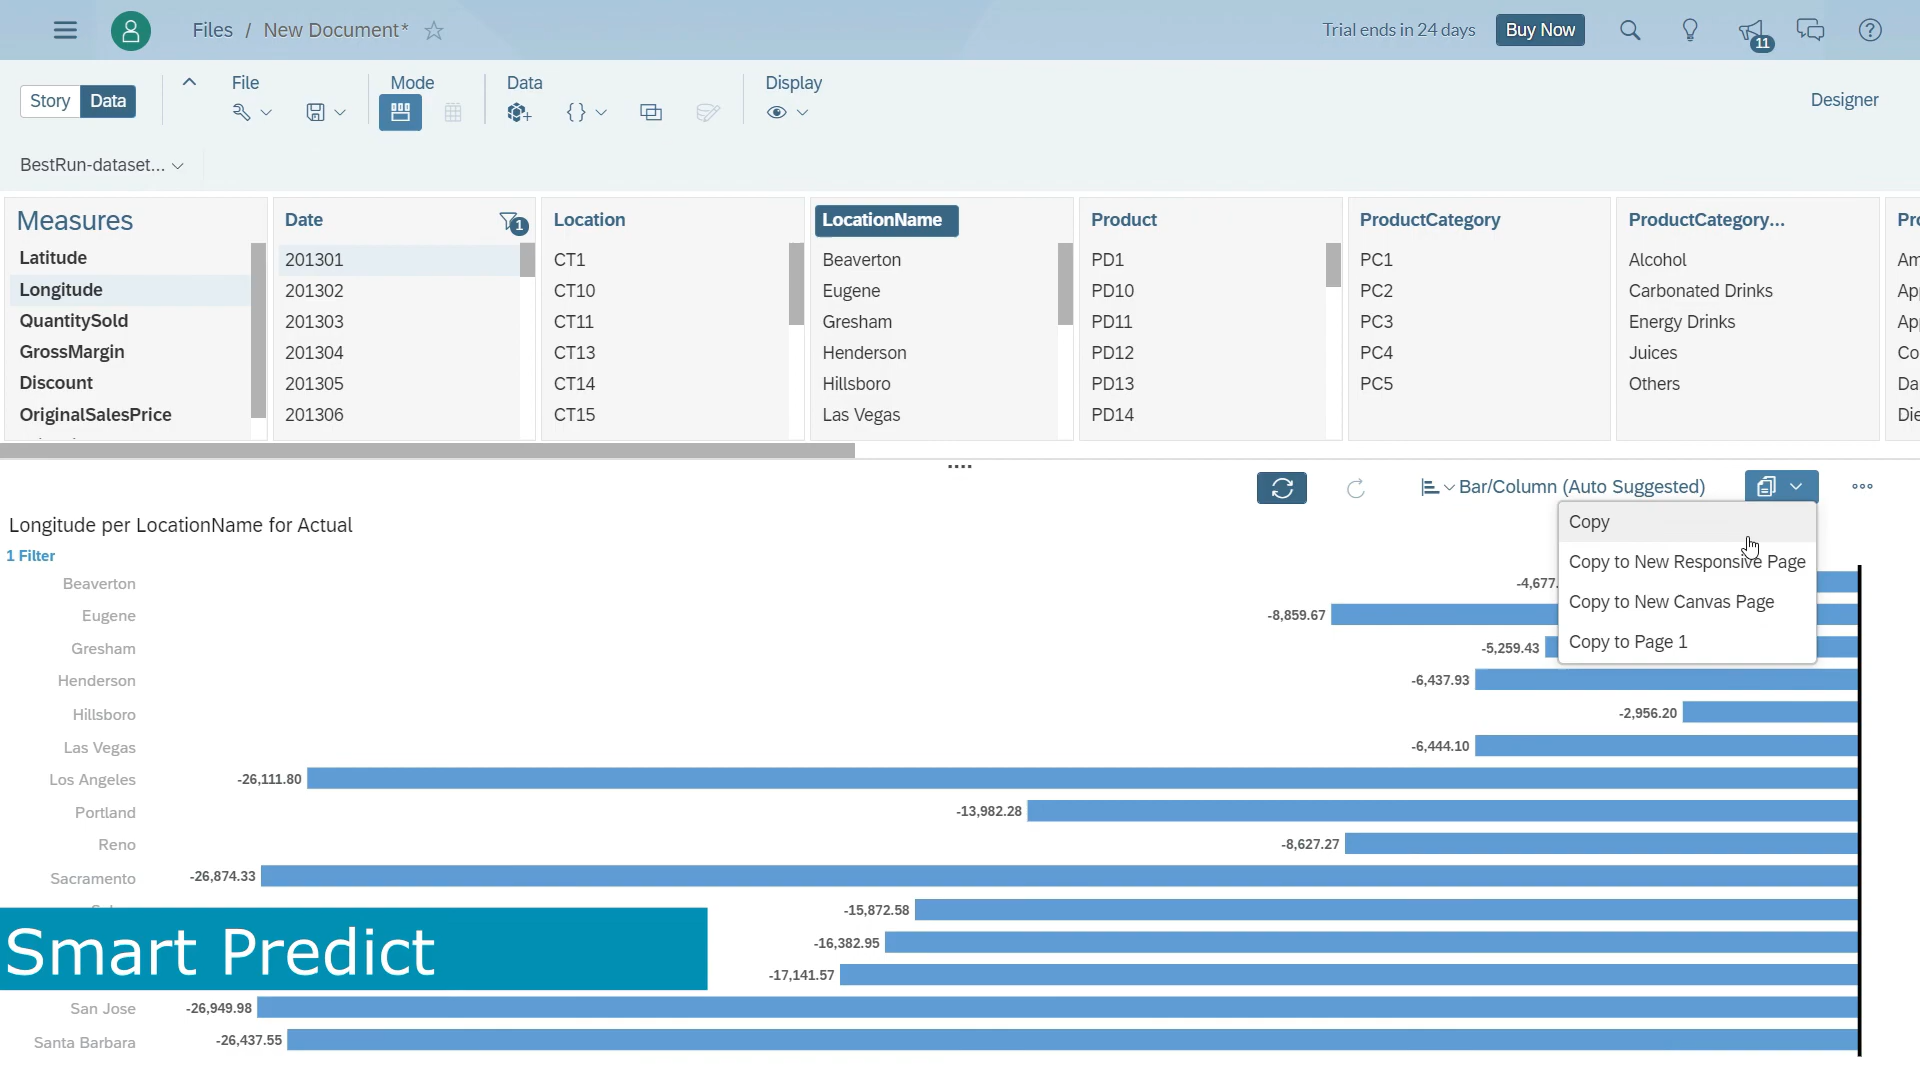 Files / New Document* Trial ends in 24 days Buy Now 11
Story Data File Mode Data Display Designer
BestRun-dataset...
Measures
Latitude
Longitude
QuantitySold
GrossMargin
Discount
OriginalSalesPrice
Date 1
201301
201302
201303
201304
201305
201306
Location
CT1
CT10
CT11
CT13
CT14
CT15
LocationName
Beaverton
Eugene
Gresham
Henderson
Hillsboro
Las Vegas
Product
PD1
PD10
PD11
PD12
PD13
PD14
ProductCategory
PC1
PC2
PC3
PC4
PC5
ProductCategory...
Alcohol
Carbonated Drinks
Energy Drinks
Juices
Others
Bar/Column (Auto Suggested)
Copy
Copy to New Responsive Page
Copy to New Canvas Page
Copy to Page 1
Longitude per LocationName for Actual
1 Filter
Beaverton -4,677.
Eugene -8,859.67
Gresham -5,259.43
Henderson -6,437.93
Hillsboro -2,956.20
Las Vegas -6,444.10
Los Angeles -26,111.80
Portland -13,982.28
Reno -8,627.27
Sacramento -26,874.33
-15,872.58
-16,382.95
-17,141.57
Smart Predict
San Jose -26,949.98
Santa Barbara -26,437.55